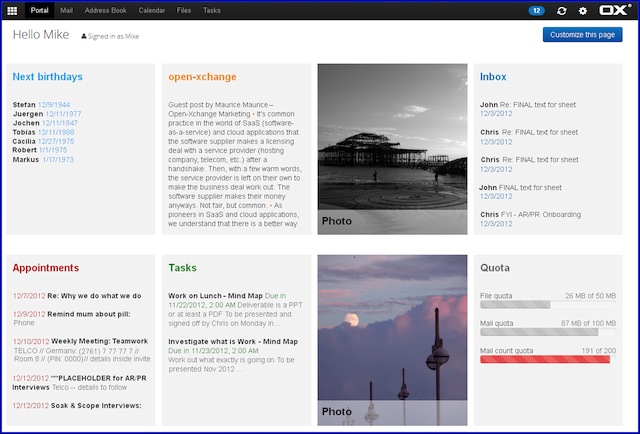 Portal Mail Address Book Calendar Files Tasks 12 OX
Hello Mike Signed in as Mike Customize this page
Next birthdays
Stefan 12/9/1944
Juergen 12/11/1977
Jochen 12/11/1947
Tobias 12/11/1988
Cacilia 12/27/1975
Robert 1/1/1975
Markus 1/17/1973
open-xchange
Guest post by Maurice Maurice –
Open-Xchange Marketing - It's common
practice in the world of SaaS (software-
as-a-service) and cloud applications that
the software supplier makes a licensing
deal with a service provider (hosting
company, telecom, etc.) after a
handshake. Then, with a few warm words,
the service provider is left on their own to
make the business deal work out. The
software supplier makes their money
anyways. Not fair, but common. - As
pioneers in SaaS and cloud applications,
we understand that there is a better way
Photo
Inbox
John Re: FINAL text for sheet
12/3/2012
Chris Re: FINAL text for sheet
12/3/2012
Chris Re: FINAL text for sheet
12/3/2012
John FINAL text for sheet
12/3/2012
Chris FYI - AR/PR Onboarding
12/3/2012
Appointments
12/7/2012 Re: Why we do what we do
12/9/2012 Remind mum about pill:
Phone
12/10/2012 Weekly Meeting: Teamwork
TELCO // Germany: (2761) 7 77 77 7 //
Room 8 // (PIN: 0000)// details inside invite
12/12/2012 ***PLACEHOLDER for AR/PR
Interviews Telco -- details to follow
12/12/2012 Soak & Scope Interviews:
Tasks
Work on Lunch - Mind Map Due in
11/22/2012, 2:00 AM Deliverable is a PPT
or at least a PDF To be presented and
signed off by Chris on Monday in…
Investigate what is Work – Mind Map
Due in 11/23/2012, 2:00 AM
Work out what exactly is going on To be
presented Nov 2012 …
Photo
Quota
File quota 26 MB of 50 MB
Mail quota 87 MB of 100 MB
Mail count quota 191 of 200